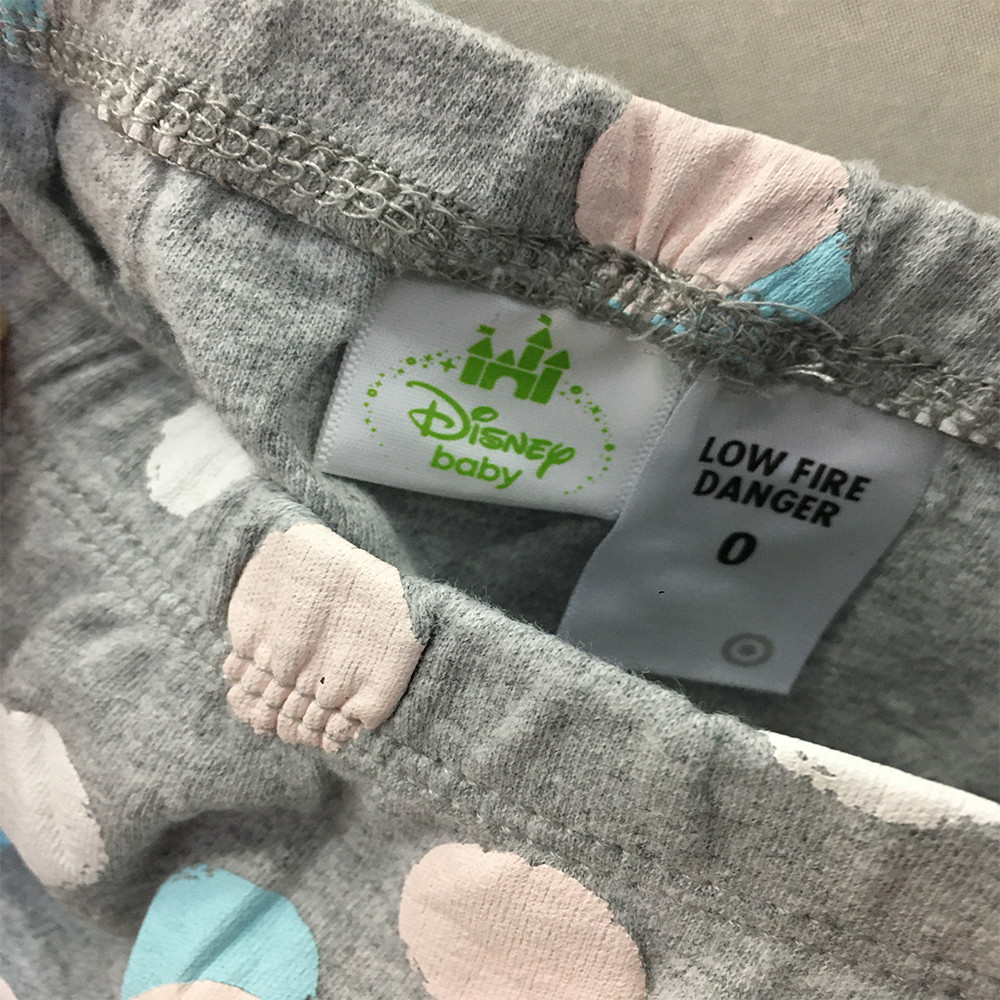 Disney
baby
LOW FIRE
DANGER
0